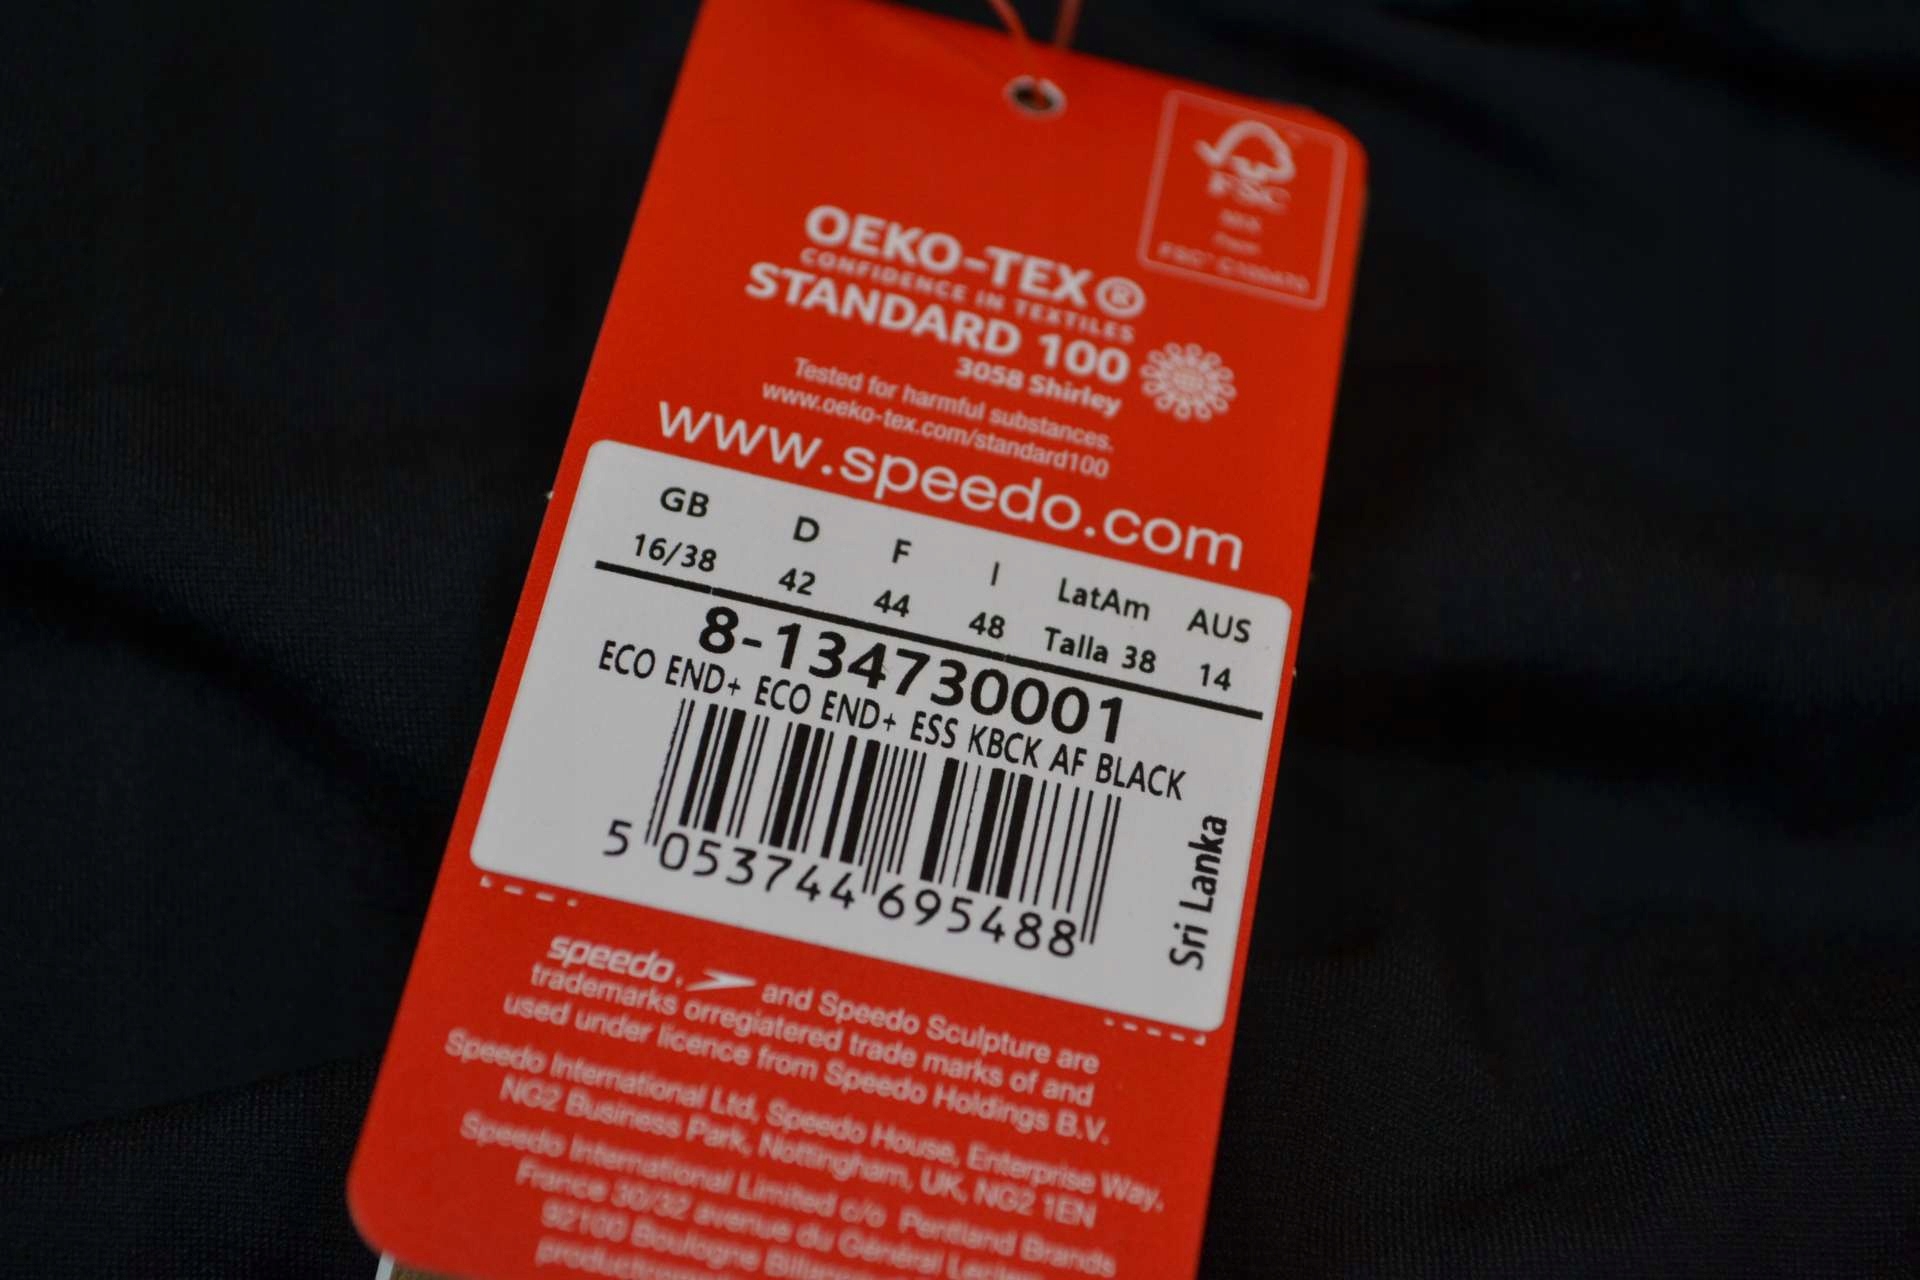 FSC
OEKO-TEX®
CONFIDENCE IN TEXTILES
STANDARD 100
3058 Shirley
Tested for harmful substances.
www.oeko-tex.com/standard100
www.speedo.com
GB D F I LatAm AUS
16/38 42 44 48 Talla 38 14
8-134730001
ECO END+ ECO END+ ESS KBCK AF BLACK
5 053744 695488
Sri Lanka
speedo, and Speedo Sculpture are
trademarks orregiatered trade marks of and
used under licence from Speedo Holdings B.V.
Speedo International Ltd, Speedo House, Enterprise Way,
NG2 Business Park, Nottingham, UK, NG2 1EN
Speedo International Limited c/o Pentland Brands
France 30/32 avenue du Général Leclerc
92100 Boulogne